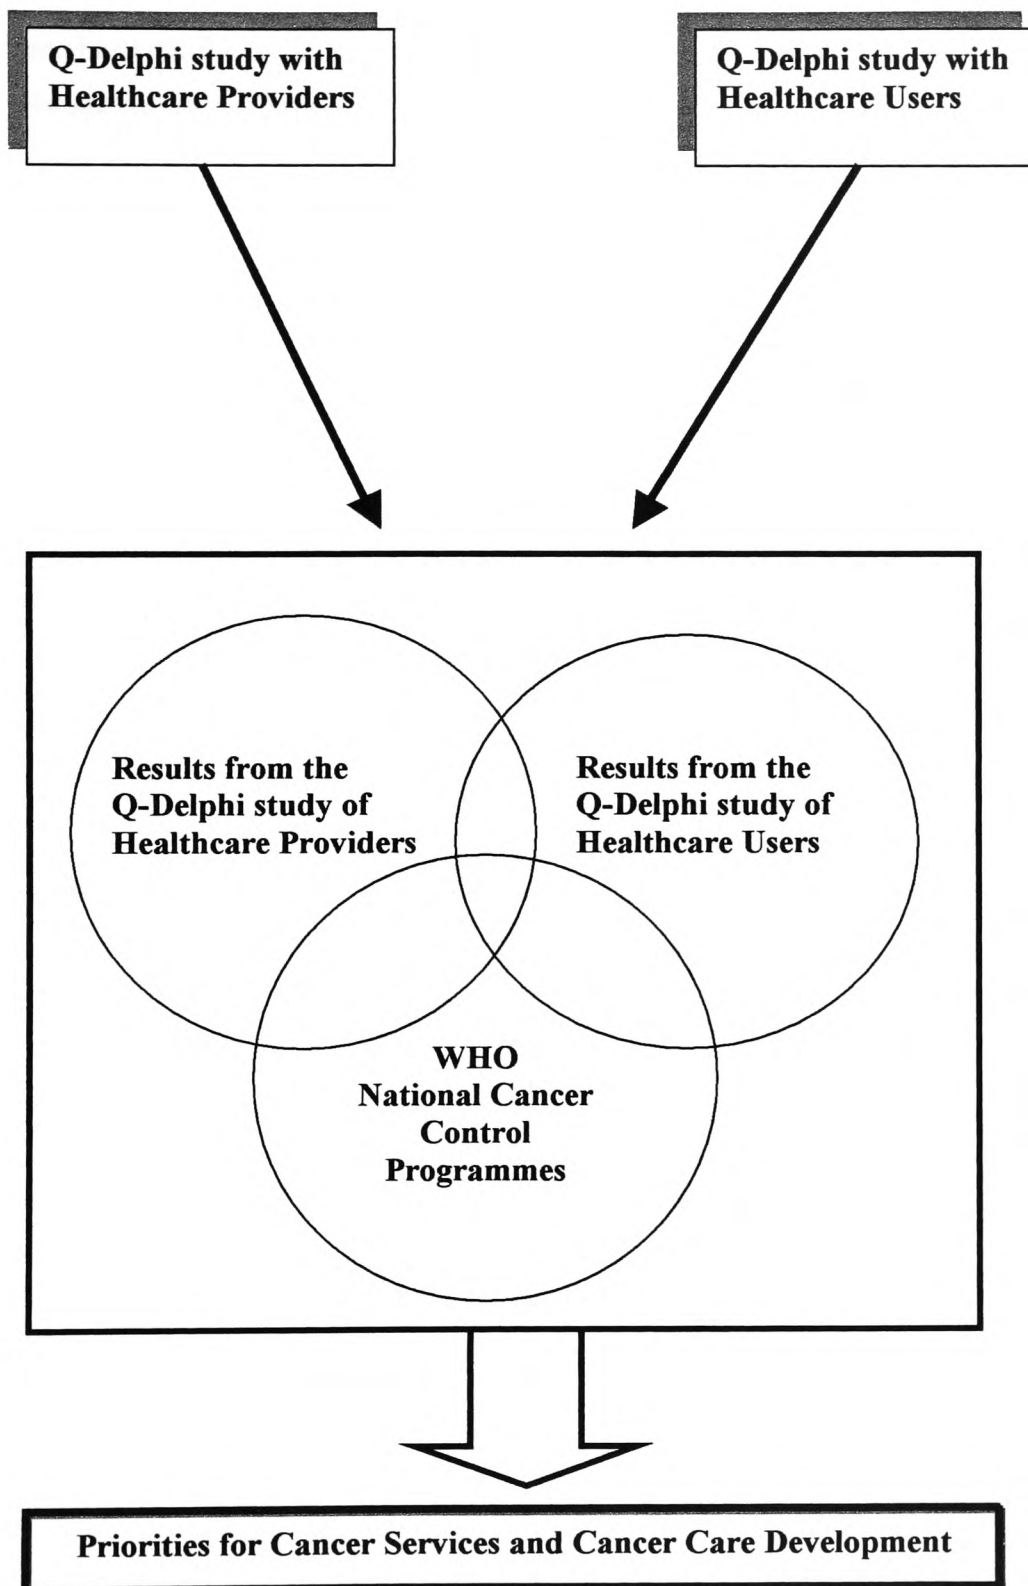 Q-Delphi study with
Healthcare Providers
Q-Delphi study with
Healthcare Users
Results from the
Q-Delphi study of
Healthcare Providers
Results from the
Q-Delphi study of
Healthcare Users
WHO
National Cancer
Control
Programmes
Priorities for Cancer Services and Cancer Care Development